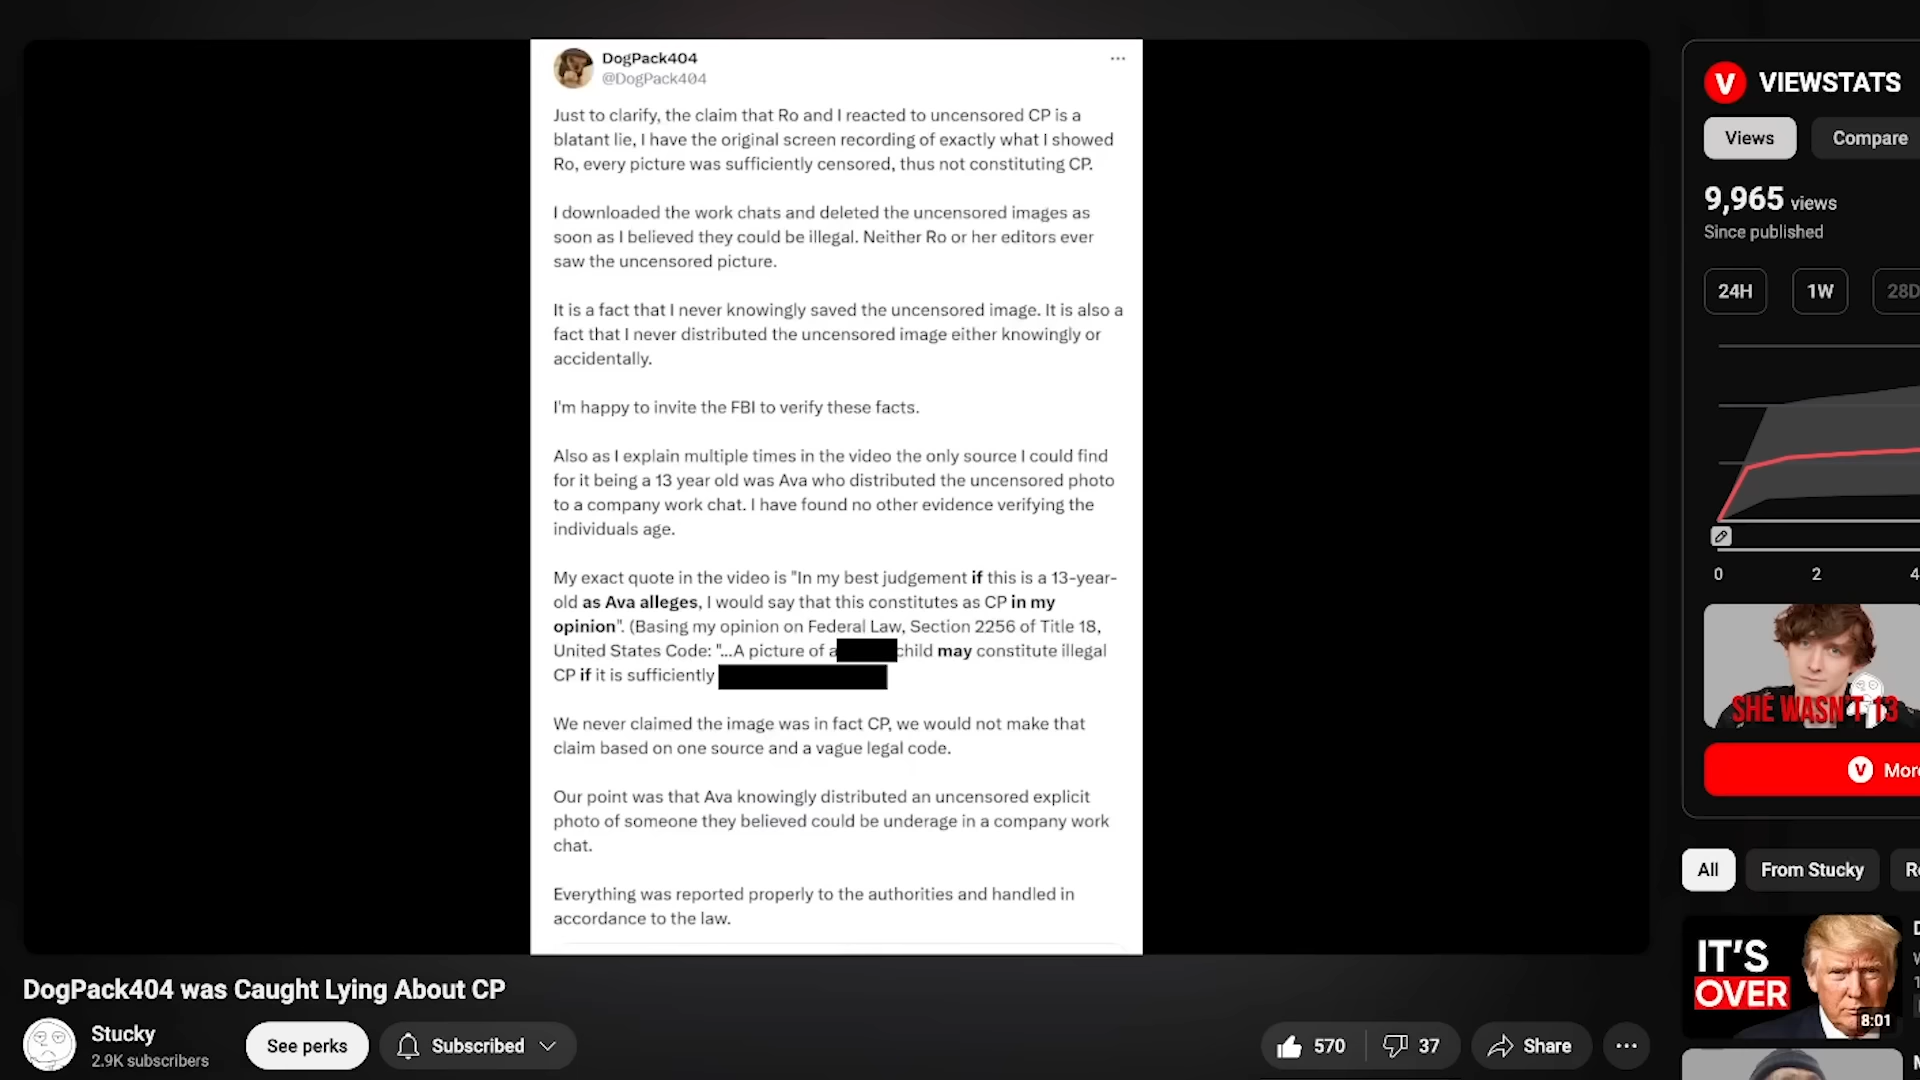 DogPack404
@DogPack404
Just to clarify, the claim that Ro and I reacted to uncensored CP is a
blatant lie, I have the original screen recording of exactly what I showed
Ro, every picture was sufficiently censored, thus not constituting CP.
I downloaded the work chats and deleted the uncensored images as
soon as I believed they could be illegal. Neither Ro or her editors ever
saw the uncensored picture.
It is a fact that I never knowingly saved the uncensored image. It is also a
fact that I never distributed the uncensored image either knowingly or
accidentally.
I'm happy to invite the FBI to verify these facts.
Also as I explain multiple times in the video the only source I could find
for it being a 13 year old was Ava who distributed the uncensored photo
to a company work chat. I have found no other evidence verifying the
individuals age.
My exact quote in the video is "In my best judgement if this is a 13-year-
old as Ava alleges, I would say that this constitutes as CP in my
opinion". (Basing my opinion on Federal Law, Section 2256 of Title 18,
United States Code: "...A picture of a child may constitute illegal
CP if it is sufficiently
We never claimed the image was in fact CP, we would not make that
claim based on one source and a vague legal code.
Our point was that Ava knowingly distributed an uncensored explicit
photo of someone they believed could be underage in a company work
chat.
Everything was reported properly to the authorities and handled in
accordance to the law.
DogPack404 was Caught Lying About CP
Stucky
2.9K subscribers
See perks
Subscribed
570
37
Share
V VIEWSTATS
Views
Compare
9,965 views
Since published
24H
1W
28D
0
2
4
SHE WASN'T 13
V More
All
From Stucky
IT'S
OVER
8:01